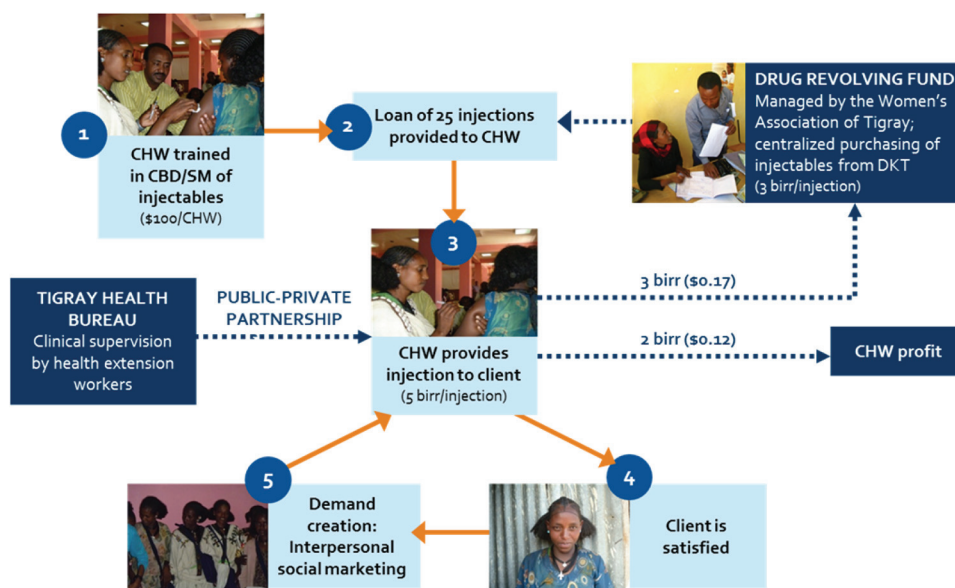 1
CHW trained
in CBD/SM of
injectables
($100/CHW)
2
Loan of 25 injections
provided to CHW
DRUG REVOLVING FUND
Managed by the Women's
Association of Tigray;
centralized purchasing of
injectables from DKT
(3 birr/injection)
3
TIGRAY HEALTH
BUREAU
Clinical supervision
by health extension
workers
PUBLIC-PRIVATE
PARTNERSHIP
CHW provides
injection to client
(5 birr/injection)
3 birr ($0.17)
2 birr ($0.12)
CHW profit
4
Client is
satisfied
5
Demand
creation:
Interpersonal
social marketing